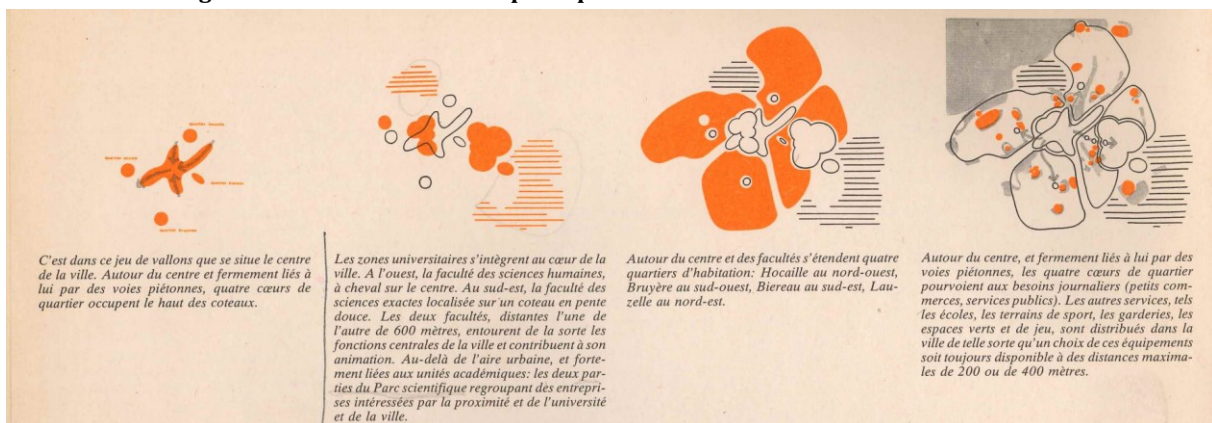 C'est dans ce jeu de vallons que se situe le centre
de la ville. Autour du centre et fermement liés à
lui par des voies piétonnes, quatre cœurs de
quartier occupent le haut des coteaux.
Les zones universitaires s'intègrent au cœur de la
ville. A l'ouest, la faculté des sciences humaines,
à cheval sur le centre. Au sud-est, la faculté des
sciences exactes localisée sur un coteau en pente
douce. Les deux facultés, distantes l'une de
l'autre de 600 mètres, entourent de la sorte les
fonctions centrales de la ville et contribuent à son
animation. Au-delà de l'aire urbaine, et forte-
ment liées aux unités académiques: les deux par-
ties du Parc scientifique regroupant des entrepri-
ses intéressées par la proximité et de l'université
et de la ville.
Autour du centre et des facultés s'étendent quatre
quartiers d'habitation: Hocaille au nord-ouest,
Bruyère au sud-ouest, Biereau au sud-est, Lau-
zelle au nord-est.
Autour du centre, et fermement liés à lui par des
voies piétonnes, les quatre cœurs de quartier
pourvoient aux besoins journaliers (petits com-
merces, services publics). Les autres services, tels
les écoles, les terrains de sport, les garderies, les
espaces verts et de jeu, sont distribués dans la
ville de telle sorte qu'un choix de ces équipements
soit toujours disponible à des distances maxima-
les de 200 ou de 400 mètres.